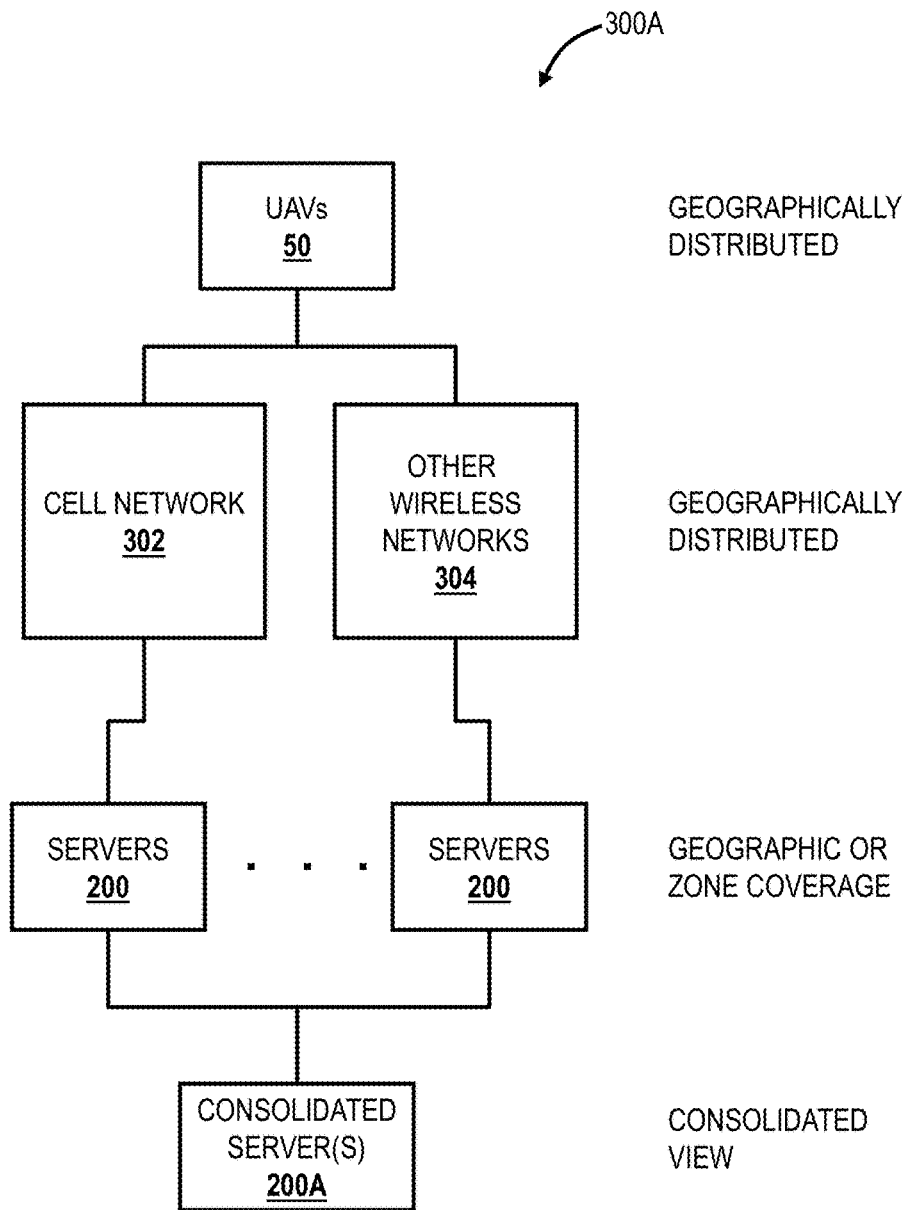 300A
UAVs
50
GEOGRAPHICALLY
DISTRIBUTED
CELL NETWORK
302
OTHER
WIRELESS
NETWORKS
304
GEOGRAPHICALLY
DISTRIBUTED
SERVERS
200
. . .
SERVERS
200
GEOGRAPHIC OR
ZONE COVERAGE
CONSOLIDATED
SERVER(S)
200A
CONSOLIDATED
VIEW